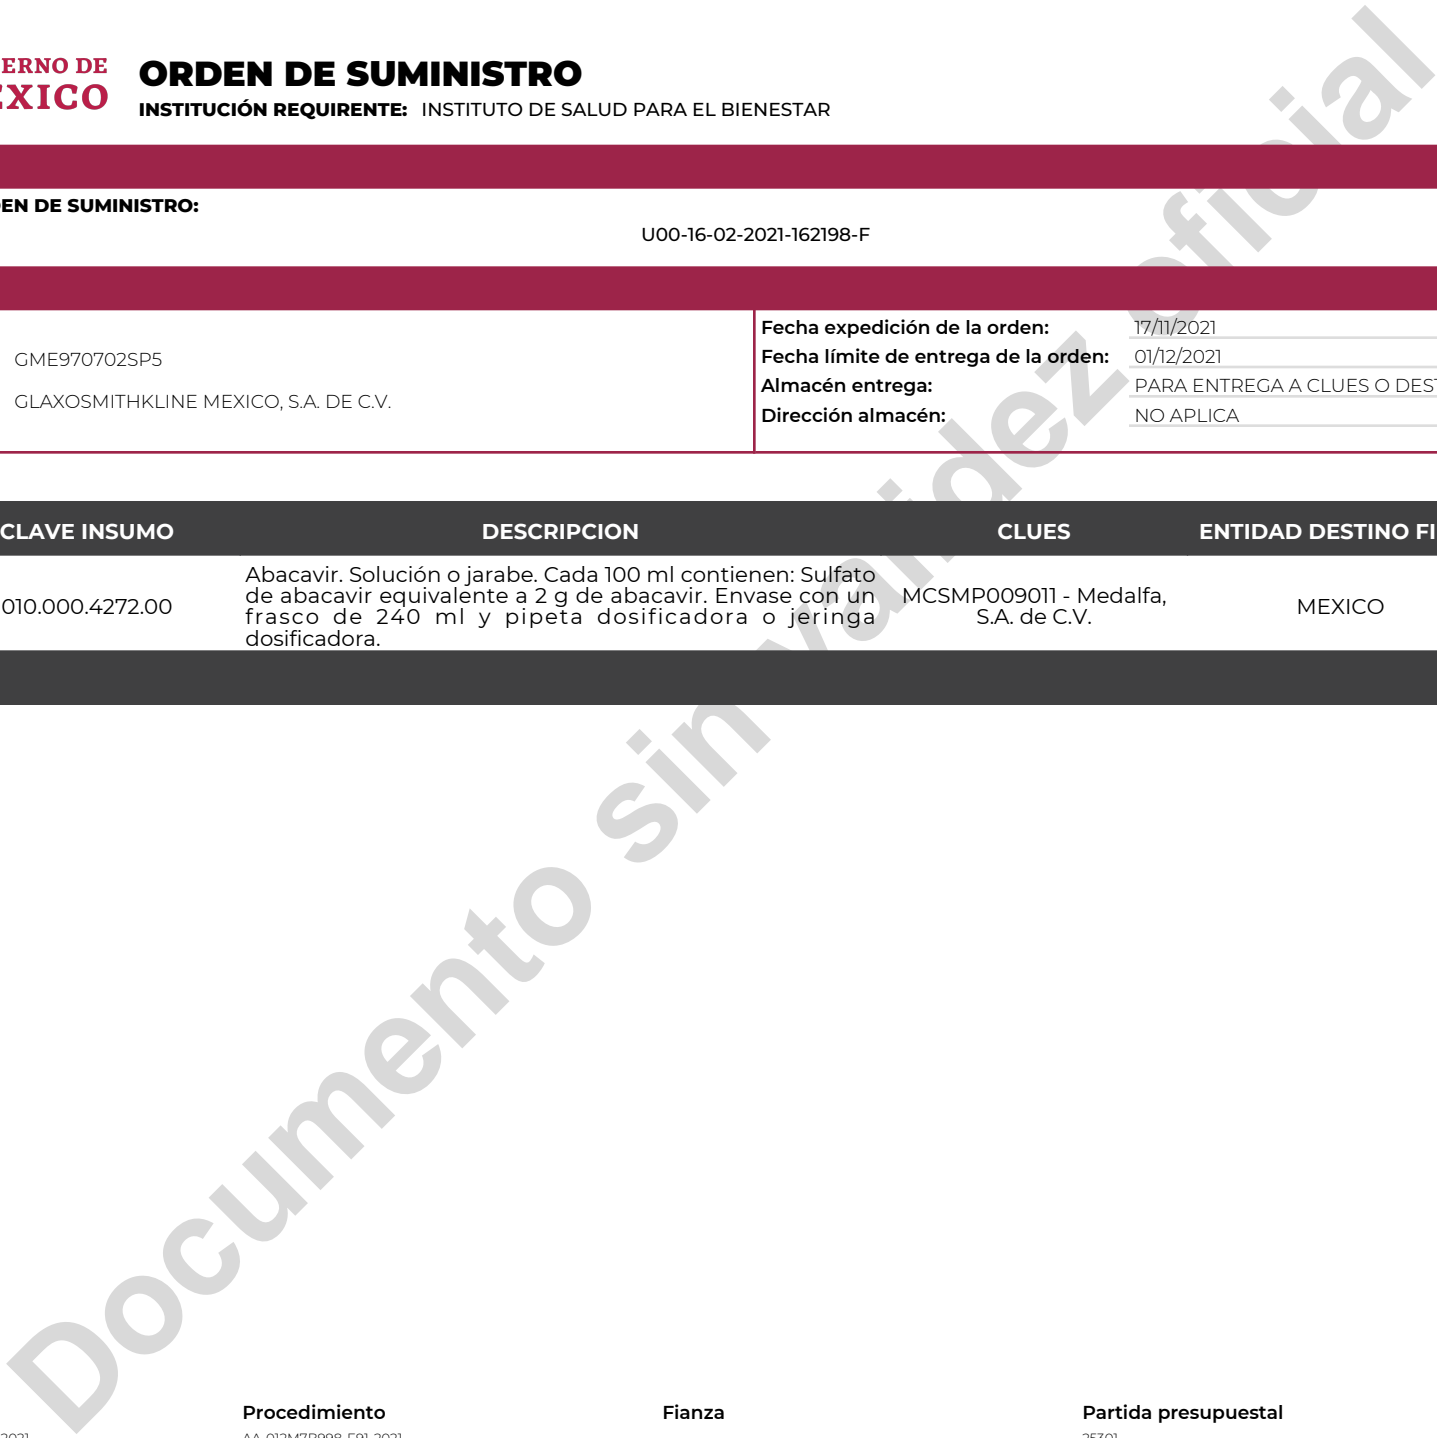 ERNO DE
EXICO
ORDEN DE SUMINISTRO
INSTITUCIÓN REQUIRENTE: INSTITUTO DE SALUD PARA EL BIENESTAR
EN DE SUMINISTRO:
U00-16-02-2021-162198-F
GME970702SP5
GLAXOSMITHKLINE MEXICO, S.A. DE C.V.
Fecha expedición de la orden: 17/11/2021
Fecha límite de entrega de la orden: 01/12/2021
Almacén entrega: PARA ENTREGA A CLUES O DEST
Dirección almacén: NO APLICA
CLAVE INSUMO DESCRIPCION CLUES ENTIDAD DESTINO FI
010.000.4272.00
Abacavir. Solución o jarabe. Cada 100 ml contienen: Sulfato
de abacavir equivalente a 2 g de abacavir. Envase con un
frasco de 240 ml y pipeta dosificadora o jeringa
dosificadora.
MCSMP009011 - Medalfa,
S.A. de C.V.
MEXICO
Documento sin validez oficial
Procedimiento Fianza Partida presupuestal